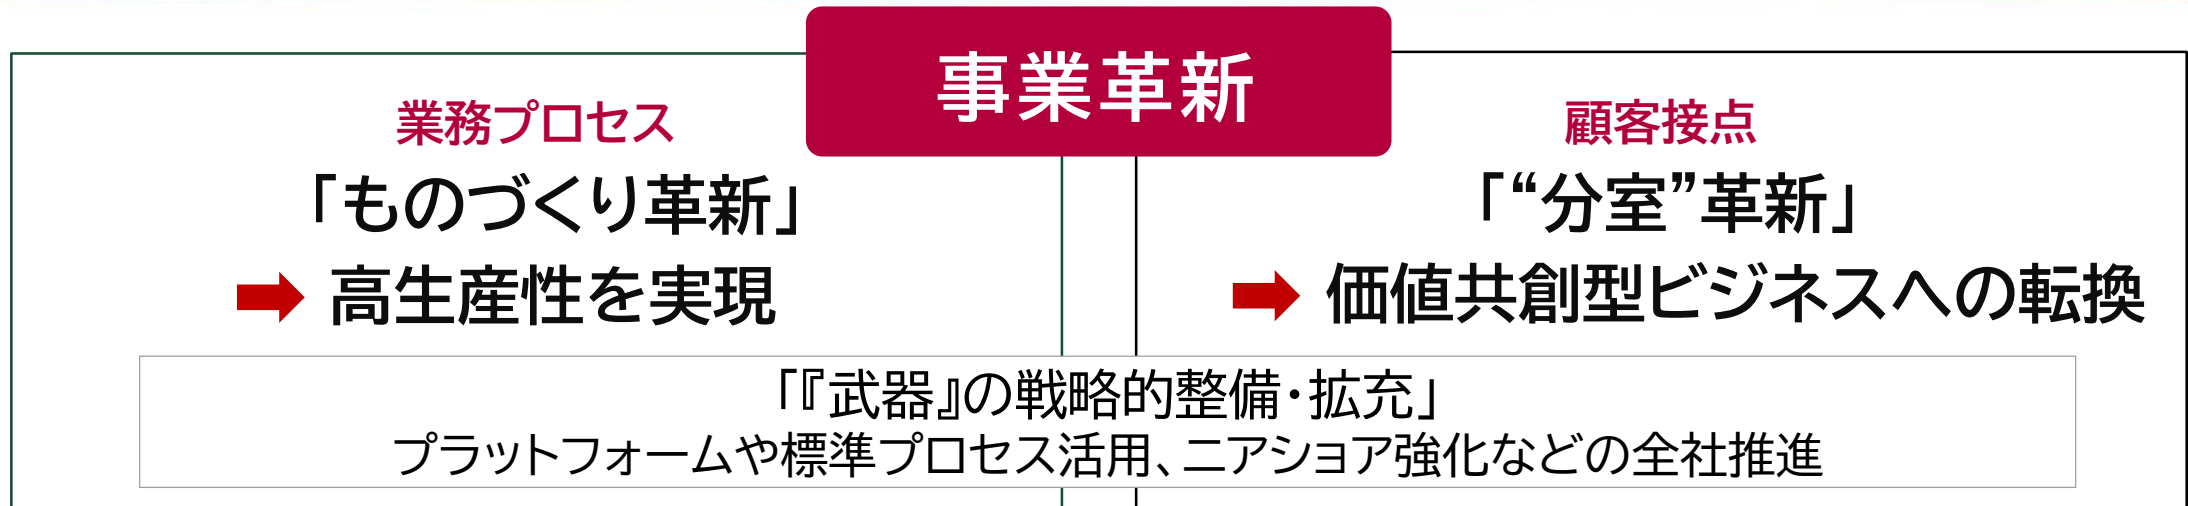 事業革新
業務プロセス
「ものづくり革新」
高生産性を実現
顧客接点
「“分室”革新」
価値共創型ビジネスへの転換
「『武器』の戦略的整備・拡充」
プラットフォームや標準プロセス活用、ニアショア強化などの全社推進